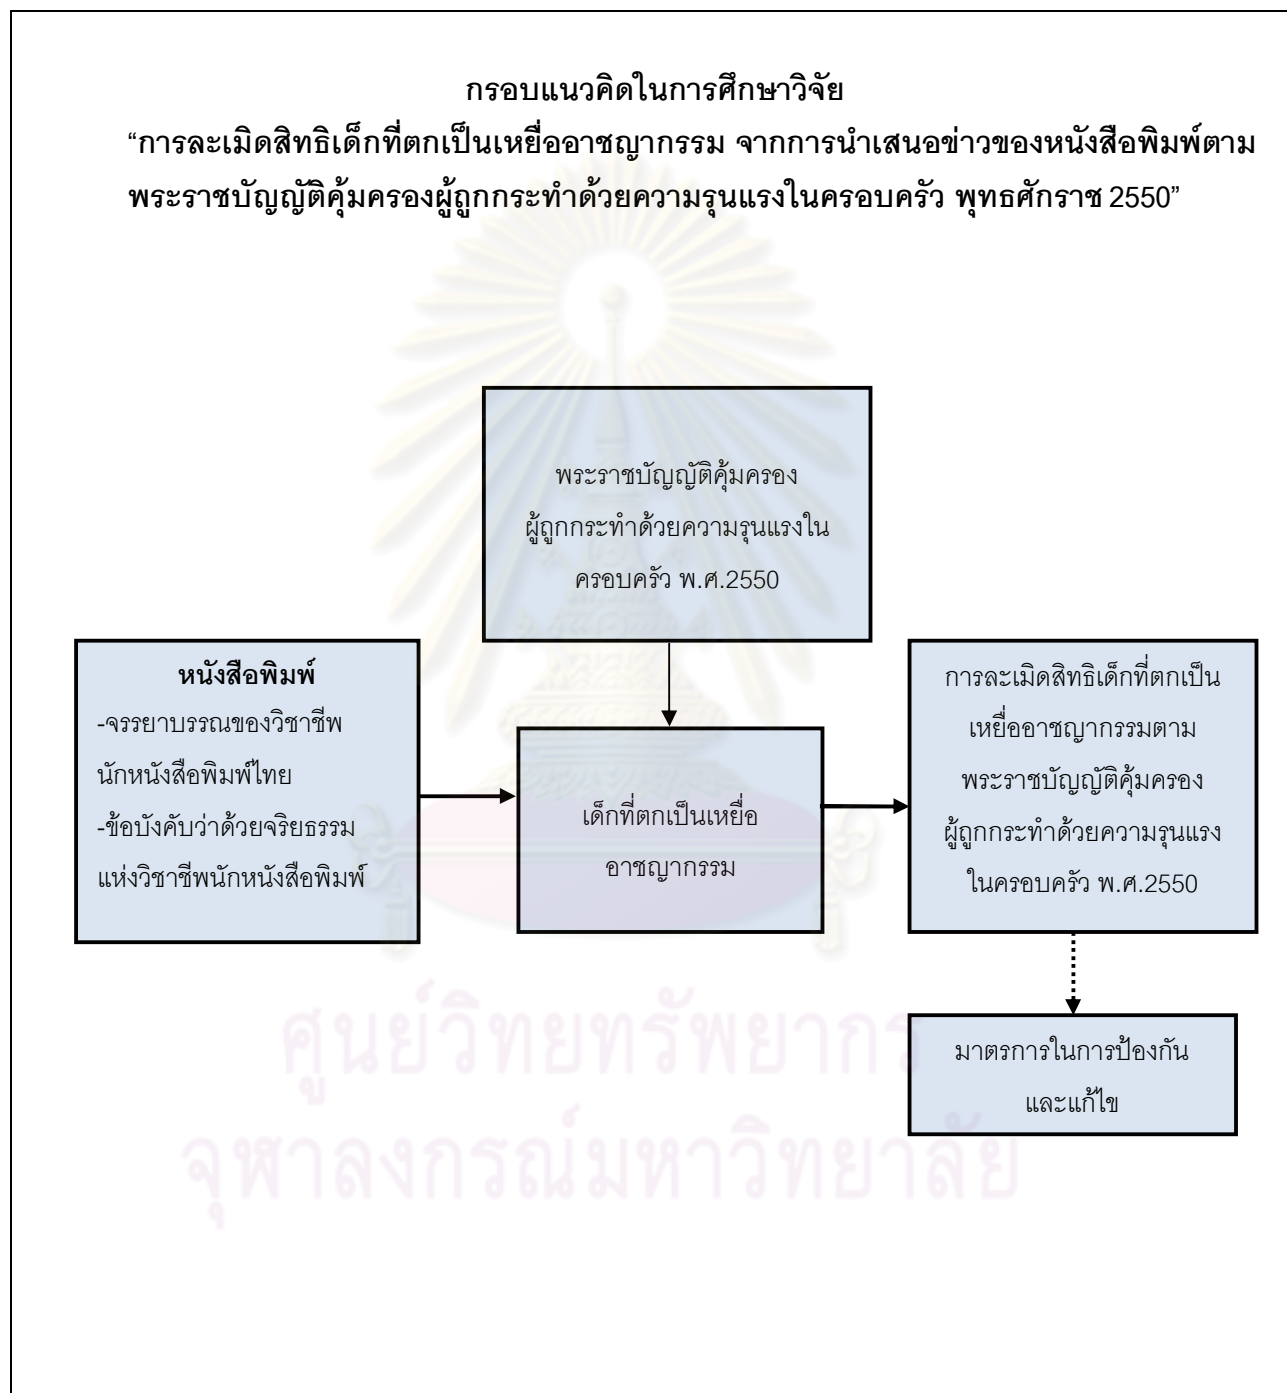 กรอบแนวคิดในการศึกษาวิจัย
“การละเมิดสิทธิเด็กที่ตกเป็นเหยื่ออาชญากรรม จากการนำเสนอข่าวของหนังสือพิมพ์ตาม
พระราชบัญญัติคุ้มครองผู้ถูกกระทำด้วยความรุนแรงในครอบครัว พุทธศักราช 2550”
พระราชบัญญัติคุ้มครอง
ผู้ถูกกระทำด้วยความรุนแรงใน
ครอบครัว พ.ศ.2550
หนังสือพิมพ์
-จรรยาบรรณของวิชาชีพ
นักหนังสือพิมพ์ไทย
-ข้อบังคับว่าด้วยจริยธรรม
แห่งวิชาชีพนักหนังสือพิมพ์
เด็กที่ตกเป็นเหยื่อ
อาชญากรรม
การละเมิดสิทธิเด็กที่ตกเป็น
เหยื่ออาชญากรรมตาม
พระราชบัญญัติคุ้มครอง
ผู้ถูกกระทำด้วยความรุนแรง
ในครอบครัว พ.ศ.2550
มาตรการในการป้องกัน
และแก้ไข
ศูนย์วิทยทรัพยากร
จุฬาลงกรณ์มหาวิทยาลัย